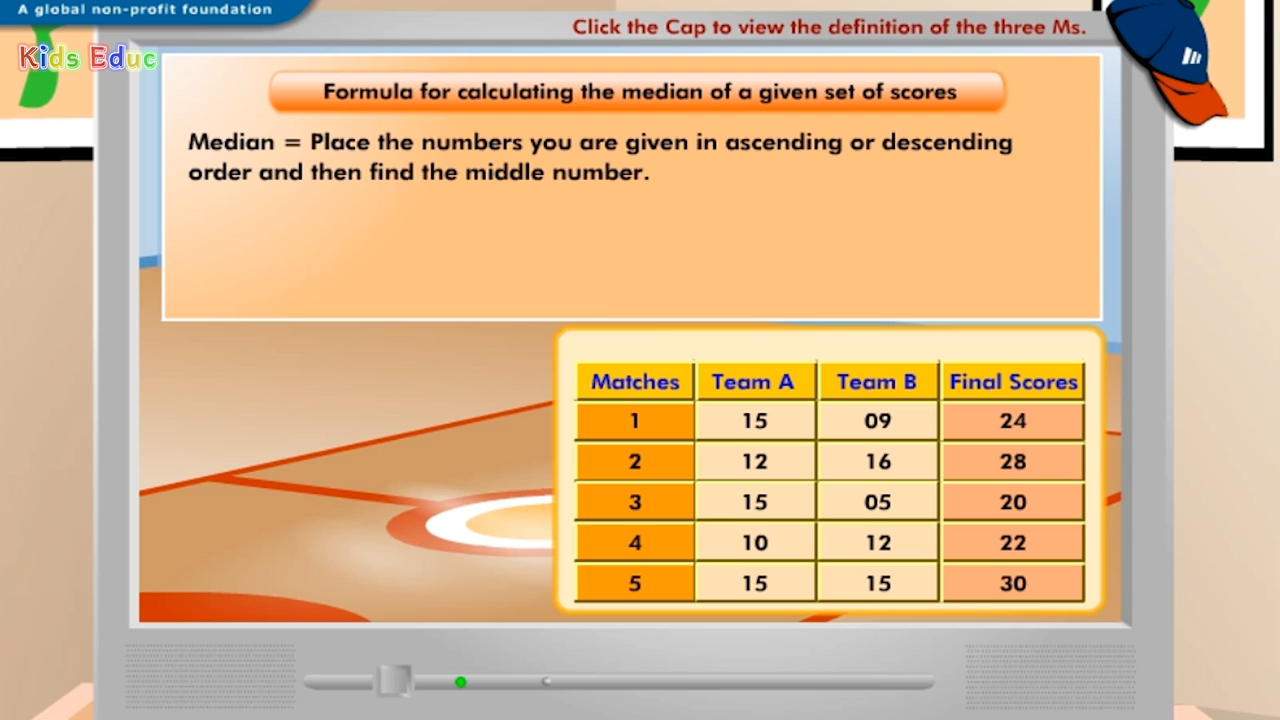 A global non-profit foundation
Click the Cap to view the definition of the three Ms.
Kids Educ
Formula for calculating the median of a given set of scores
Median = Place the numbers you are given in ascending or descending
order and then find the middle number.
Matches Team A Team B Final Scores
1 15 09 24
2 12 16 28
3 15 05 20
4 10 12 22
5 15 15 30